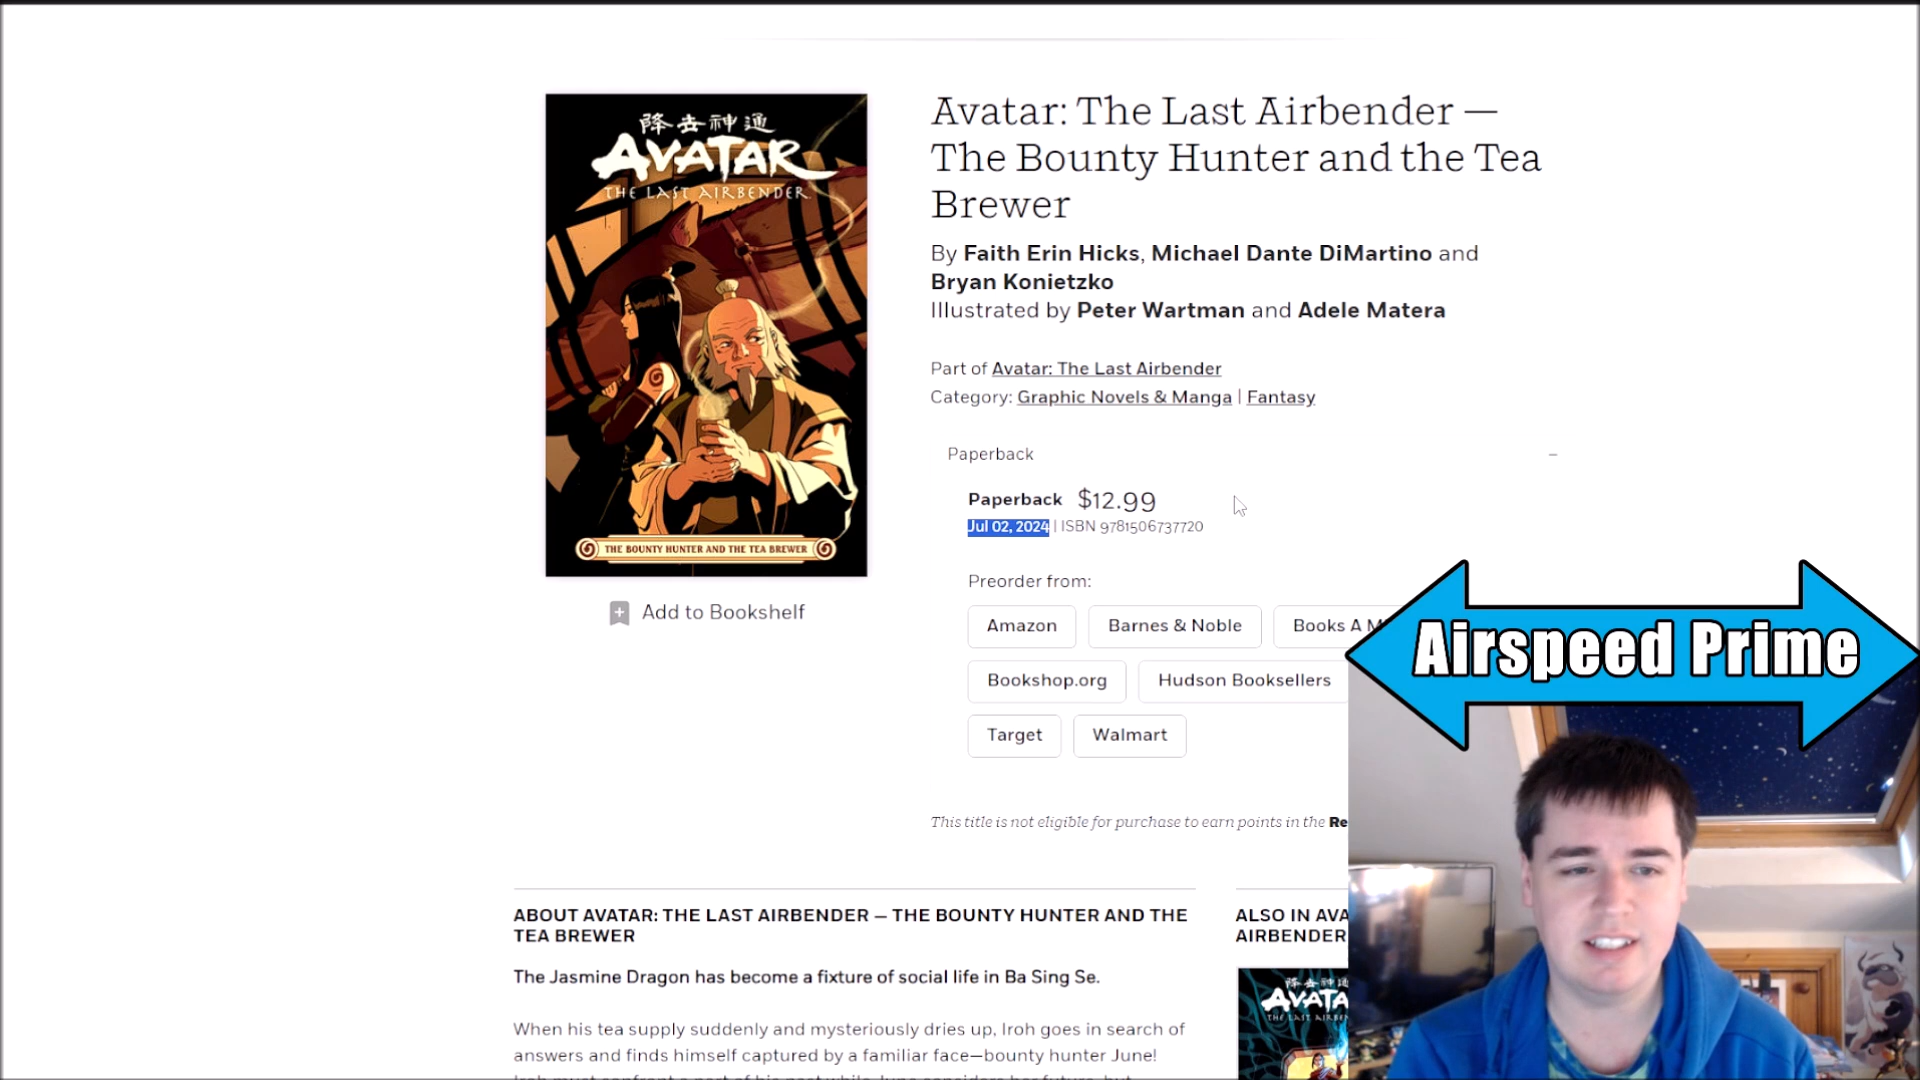 降去神通
AVATAR
THE LAST AIRBENDER
THE BOUNTY HUNTER AND THE TEA BREWER
Add to Bookshelf
Avatar: The Last Airbender —
The Bounty Hunter and the Tea
Brewer
By Faith Erin Hicks, Michael Dante DiMartino and
Bryan Konietzko
Illustrated by Peter Wartman and Adele Matera
Part of Avatar: The Last Airbender
Category: Graphic Novels & Manga | Fantasy
Paperback
Paperback $12.99
Jul 02, 2024 | ISBN 9781506737720
Preorder from:
Amazon Barnes & Noble Books A M
Bookshop.org Hudson Booksellers
Target Walmart
Airspeed Prime
This title is not eligible for purchase to earn points in the Re
ABOUT AVATAR: THE LAST AIRBENDER – THE BOUNTY HUNTER AND THE
TEA BREWER
The Jasmine Dragon has become a fixture of social life in Ba Sing Se.
When his tea supply suddenly and mysteriously dries up, Iroh goes in search of
answers and finds himself captured by a familiar face—bounty hunter June!
ALSO IN AVA
AIRBENDER
降去神
AVATA
THE LAST AIRBE